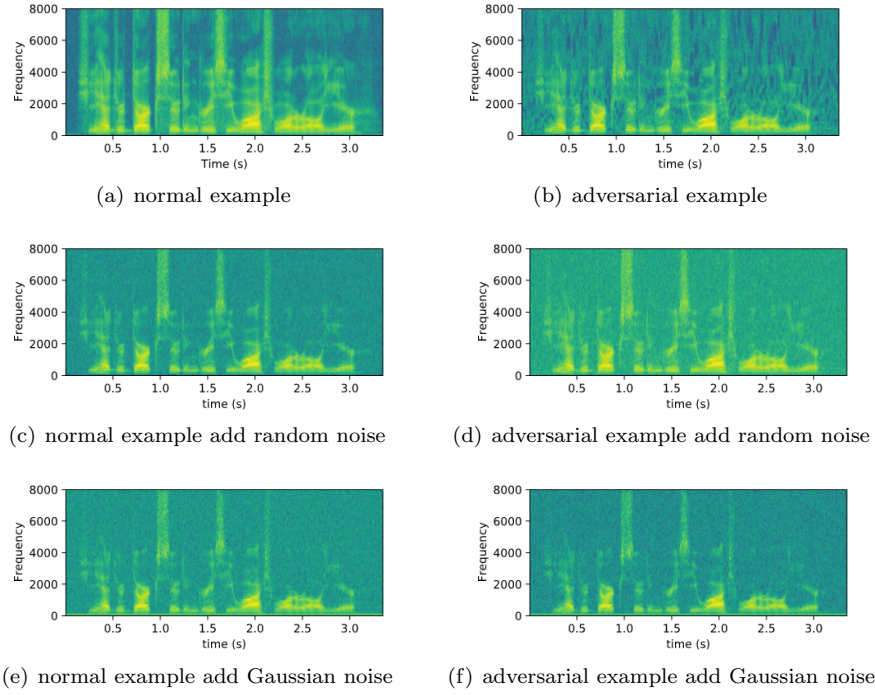 8000
6000
4000
2000
0
Frequency
0.5 1.0 1.5 2.0 2.5 3.0
Time (s)
(a) normal example
8000
6000
4000
2000
0
Frequency
0.5 1.0 1.5 2.0 2.5 3.0
time (s)
(b) adversarial example
8000
6000
4000
2000
0
Frequency
0.5 1.0 1.5 2.0 2.5 3.0
time (s)
(c) normal example add random noise
8000
6000
4000
2000
0
Frequency
0.5 1.0 1.5 2.0 2.5 3.0
time (s)
(d) adversarial example add random noise
8000
6000
4000
2000
0
Frequency
0.5 1.0 1.5 2.0 2.5 3.0
time (s)
(e) normal example add Gaussian noise
8000
6000
4000
2000
0
Frequency
0.5 1.0 1.5 2.0 2.5 3.0
time (s)
(f) adversarial example add Gaussian noise